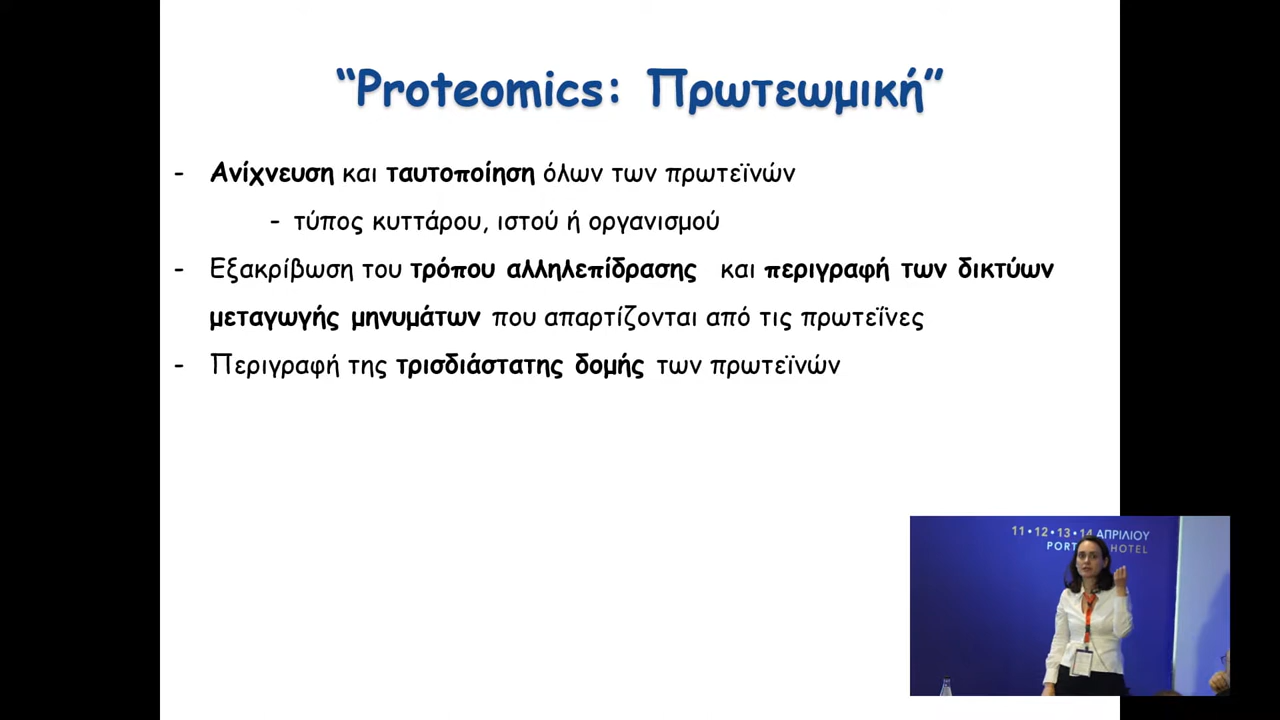 “Proteomics: Πρωτεωμική”
- Ανίχνευση και ταυτοποίηση όλων των πρωτεϊνών
- τύπος κυττάρου, ιστού ή οργανισμού
- Εξακρίβωση του τρόπου αλληλεπίδρασης και περιγραφή των δικτύων
μεταγωγής μηνυμάτων που απαρτίζονται από τις πρωτεΐνες
- Περιγραφή της τρισδιάστατης δομής των πρωτεϊνών
11•12•13•14 ΑΠΡΙΛΙΟΥ
HOTEL